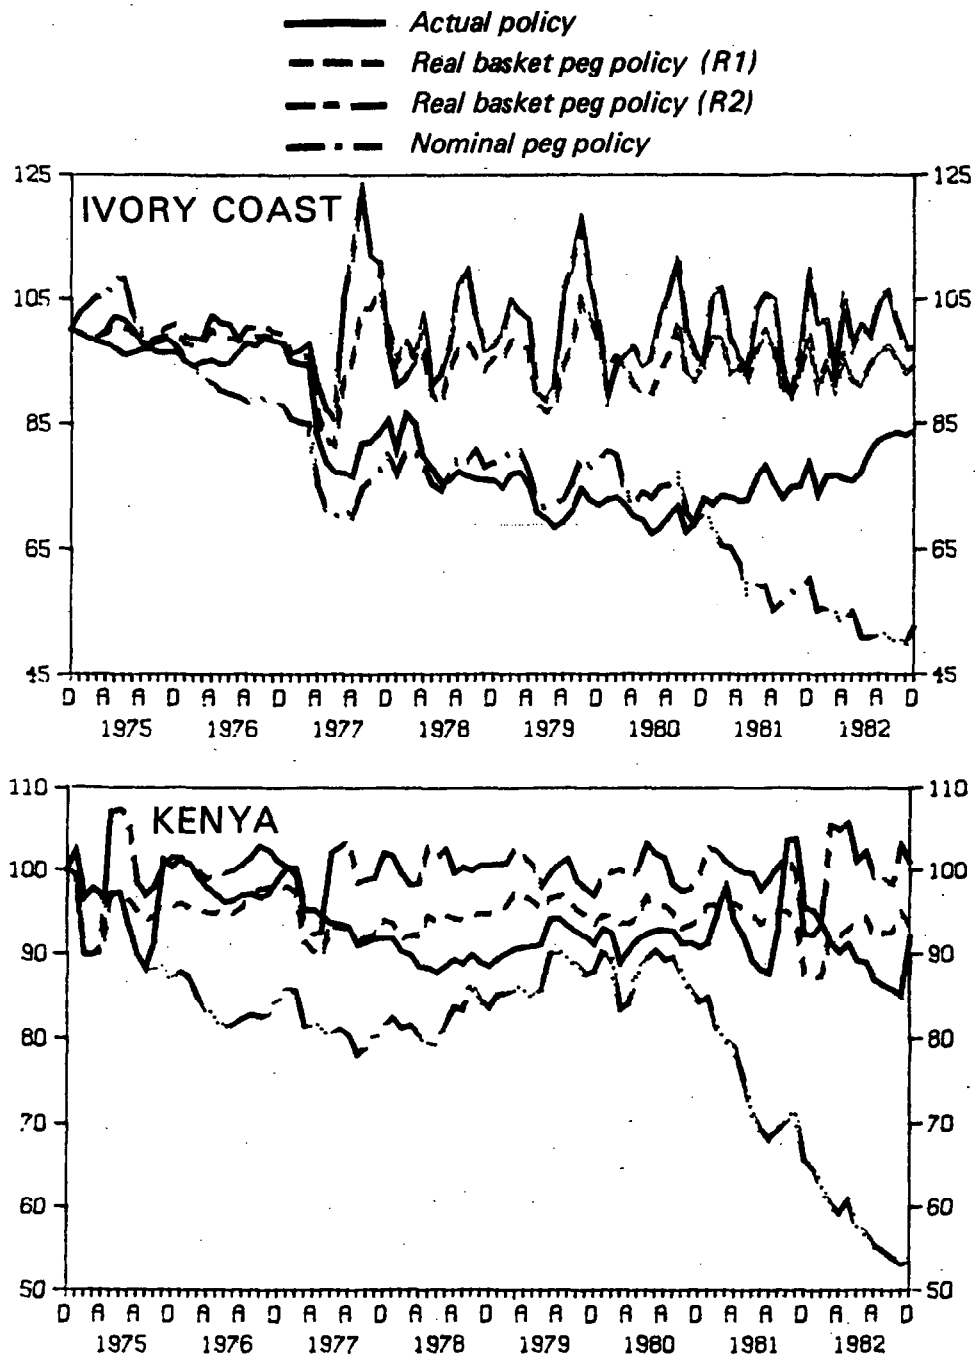 Actual policy
Real basket peg policy (R1)
Real basket peg policy (R2)
Nominal peg policy
125 125
IVORY COAST
105 105
85 85
65 65
45 45
D A A D A A D A A D A A D A A D A A D A A D A A D
1975 1976 1977 1978 1979 1980 1981 1982
110 110
KENYA
100 100
90 90
80 80
70 70
60 60
50 50
D A A D A A D A A D A A D A A D A A D A A D A A D
1975 1976 1977 1978 1979 1980 1981 1982